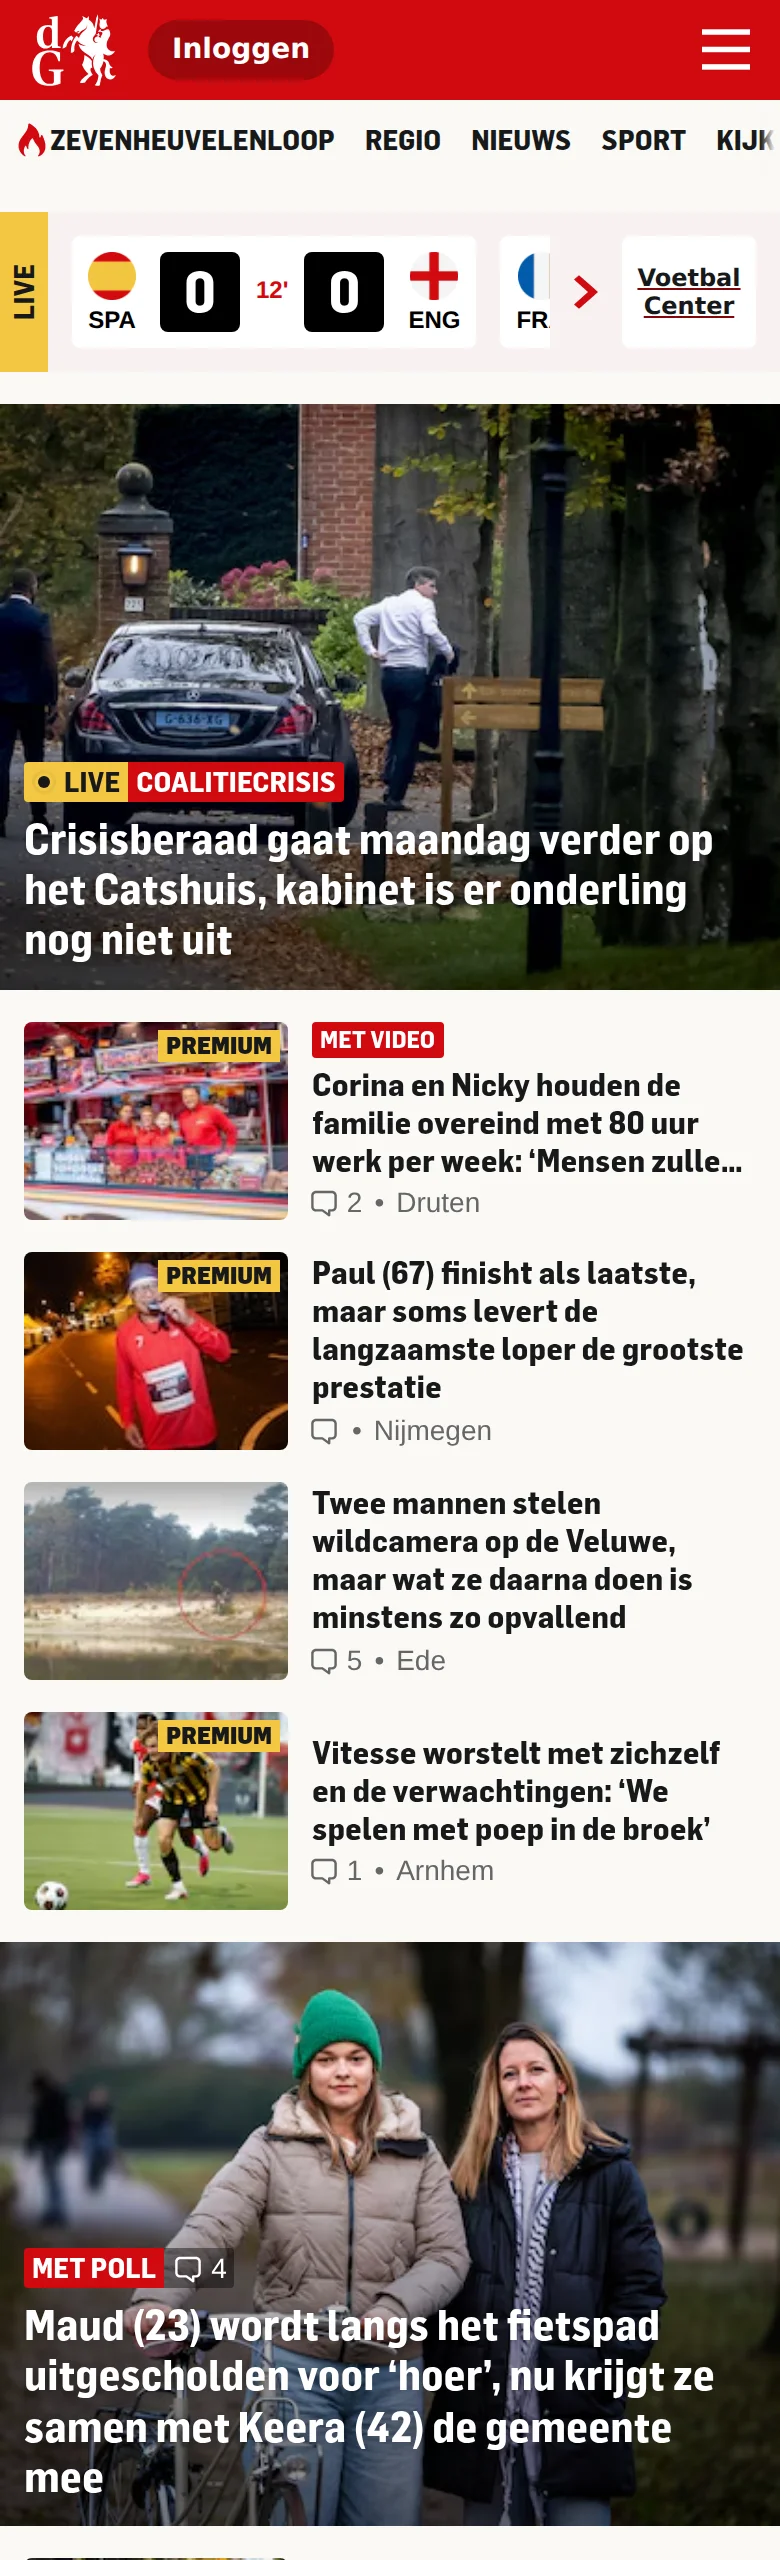 dG
Inloggen
ZEVENHEUVELENLOOP REGIO NIEUWS SPORT KIJK
LIVE
SPA 0 12' 0 ENG
FR
Voetbal
Center
225
G-636-XG
LIVE COALITIECRISIS
Crisisberaad gaat maandag verder op
het Catshuis, kabinet is er onderling
nog niet uit
PREMIUM
MET VIDEO
Corina en Nicky houden de
familie overeind met 80 uur
werk per week: ‘Mensen zulle...
2 • Druten
PREMIUM
Paul (67) finisht als laatste,
maar soms levert de
langzaamste loper de grootste
prestatie
• Nijmegen
Twee mannen stelen
wildcamera op de Veluwe,
maar wat ze daarna doen is
minstens zo opvallend
5 • Ede
PREMIUM
Vitesse worstelt met zichzelf
en de verwachtingen: ‘We
spelen met poep in de broek’
1 • Arnhem
MET POLL 4
Maud (23) wordt langs het fietspad
uitgescholden voor ‘hoer’, nu krijgt ze
samen met Keera (42) de gemeente
mee